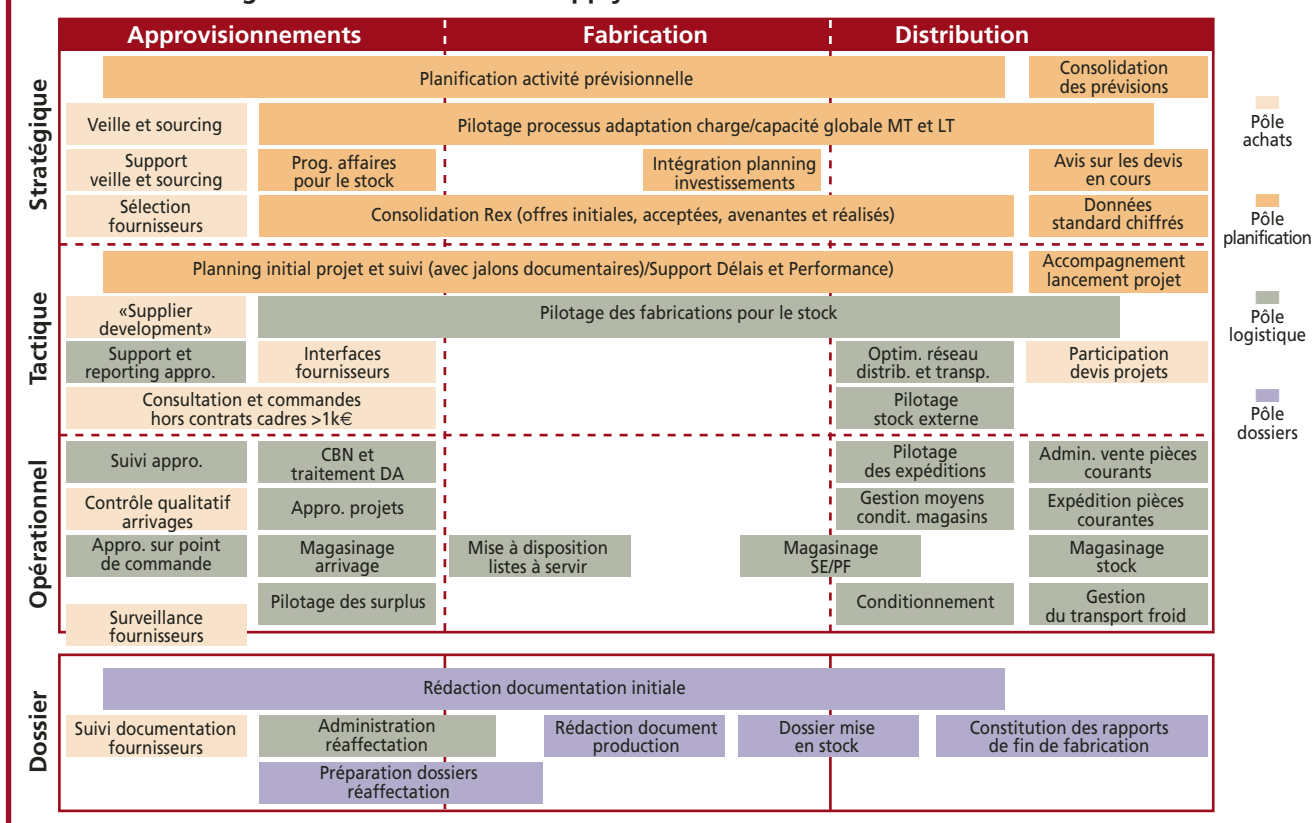 Approvisionnements
Fabrication
Distribution
Stratégique
Planification activité prévisionnelle
Consolidation
des prévisions
Veille et sourcing
Pilotage processus adaptation charge/capacité globale MT et LT
Support
veille et sourcing
Prog. affaires
pour le stock
Intégration planning
investissements
Avis sur les devis
en cours
Sélection
fournisseurs
Consolidation Rex (offres initiales, acceptées, avenantes et réalisés)
Données
standard chiffrés
Tactique
Planning initial projet et suivi (avec jalons documentaires)/Support Délais et Performance)
Accompagnement
lancement projet
«Supplier
development»
Pilotage des fabrications pour le stock
Support et
reporting appro.
Interfaces
fournisseurs
Optim. réseau
distrib. et transp.
Participation
devis projets
Consultation et commandes
hors contrats cadres >1k€
Pilotage
stock externe
Opérationnel
Suivi appro.
CBN et
traitement DA
Pilotage
des expéditions
Admin. vente pièces
courants
Contrôle qualitatif
arrivages
Appro. projets
Gestion moyens
condit. magasins
Expédition pièces
courantes
Appro. sur point
de commande
Magasinage
arrivage
Mise à disposition
listes à servir
Magasinage
SE/PF
Magasinage
stock
Surveillance
fournisseurs
Pilotage des surplus
Conditionnement
Gestion
du transport froid
Dossier
Rédaction documentation initiale
Suivi documentation
fournisseurs
Administration
réaffectation
Rédaction document
production
Dossier mise
en stock
Constitution des rapports
de fin de fabrication
Préparation dossiers
réaffectation
Pôle
achats
Pôle
planification
Pôle
logistique
Pôle
dossiers